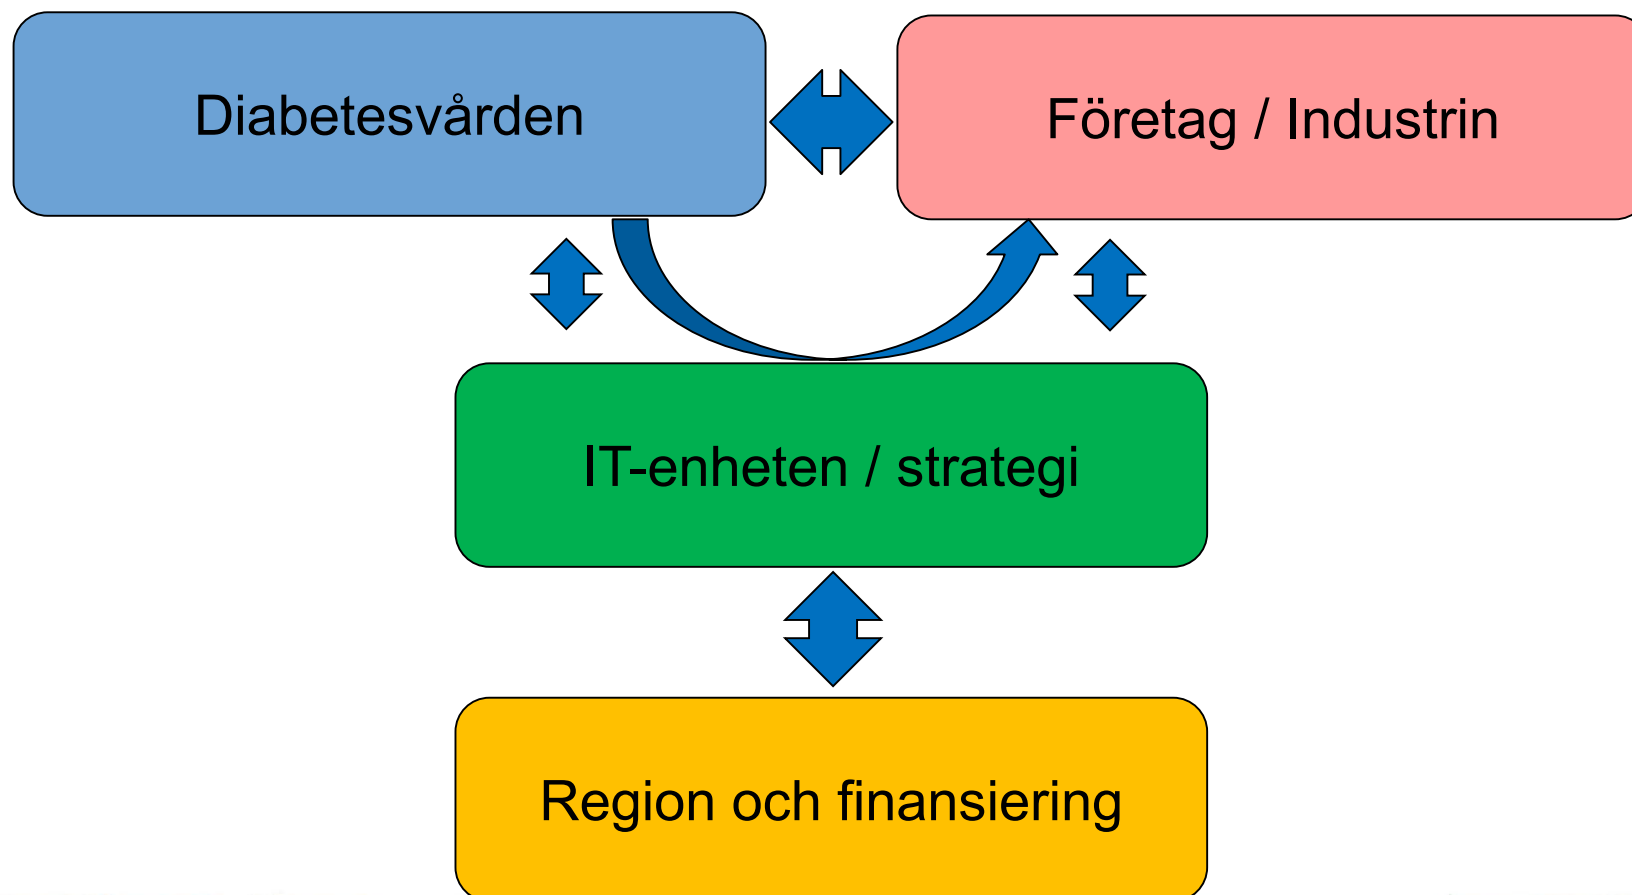 Diabetesvården
Företag / Industrin
IT-enheten / strategi
Region och finansiering